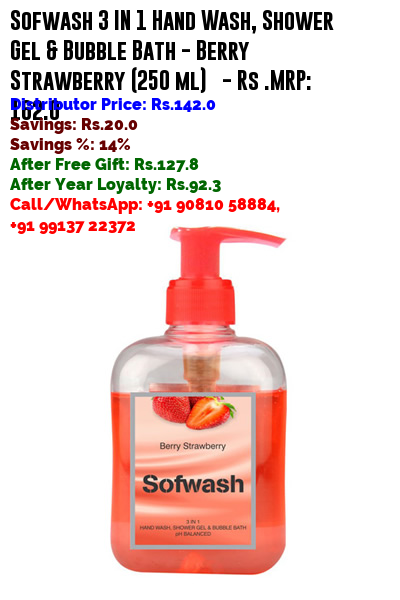 Sofwash 3 IN 1 Hand Wash, Shower
Gel & Bubble Bath - Berry
Strawberry (250 ml) - Rs .MRP:
162.0
Distributor Price: Rs.142.0
Savings: Rs.20.0
Savings %: 14%
After Free Gift: Rs.127.8
After Year Loyalty: Rs.92.3
Call/WhatsApp: +91 90810 58884,
+91 99137 22372
Berry Strawberry
Sofwash
3 IN 1
HAND WASH, SHOWER GEL & BUBBLE BATH
pH BALANCED